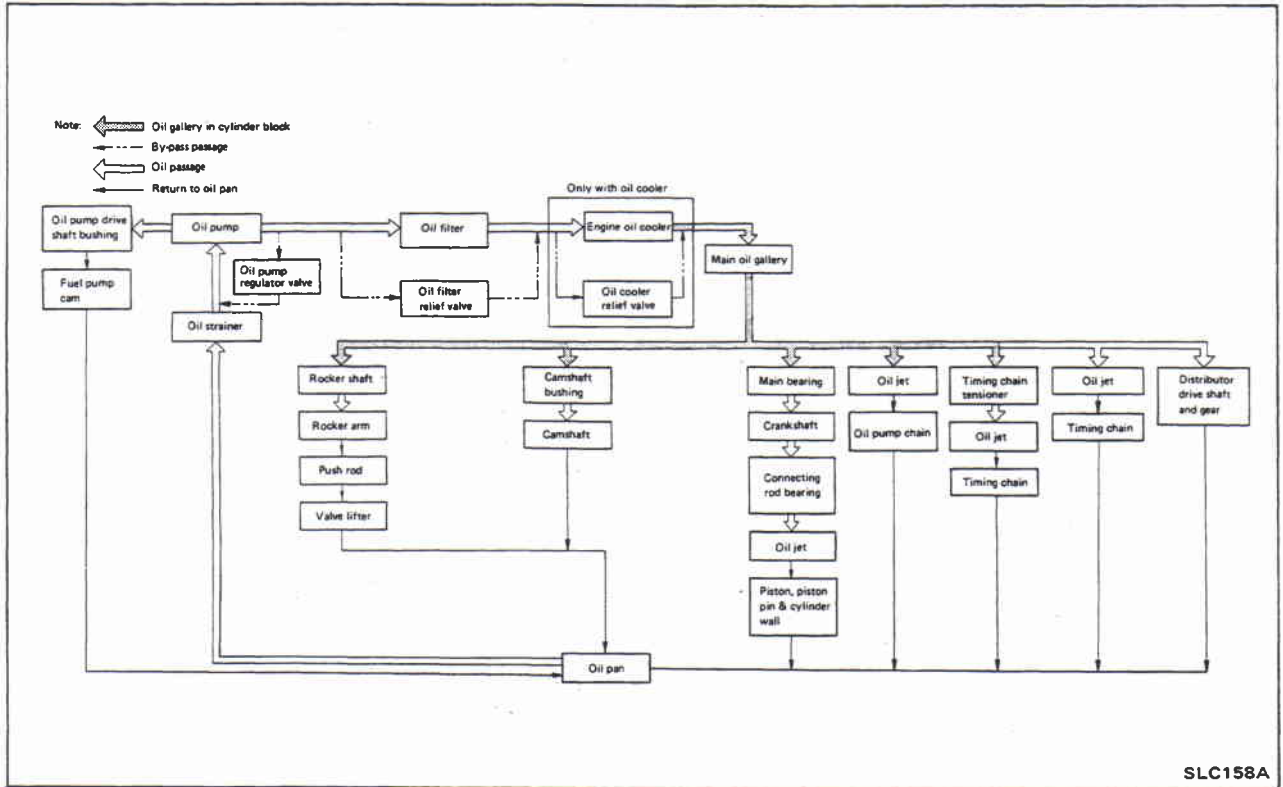 Note:
Oil gallery in cylinder block
By-pass passage
Oil passage
Return to oil pan
Only with oil cooler
Oil pump drive
shaft bushing
Oil pump
Oil filter
Engine oil cooler
Main oil gallery
Fuel pump
cam
Oil pump
regulator valve
Oil filter
relief valve
Oil cooler
relief valve
Oil strainer
Rocker shaft
Rocker arm
Push rod
Valve lifter
Camshaft
bushing
Camshaft
Main bearing
Crankshaft
Connecting
rod bearing
Oil jet
Piston, piston
pin & cylinder
wall
Oil jet
Oil pump chain
Timing chain
tensioner
Oil jet
Timing chain
Oil jet
Timing chain
Distributor
drive shaft
and gear
Oil pan
SLC158A